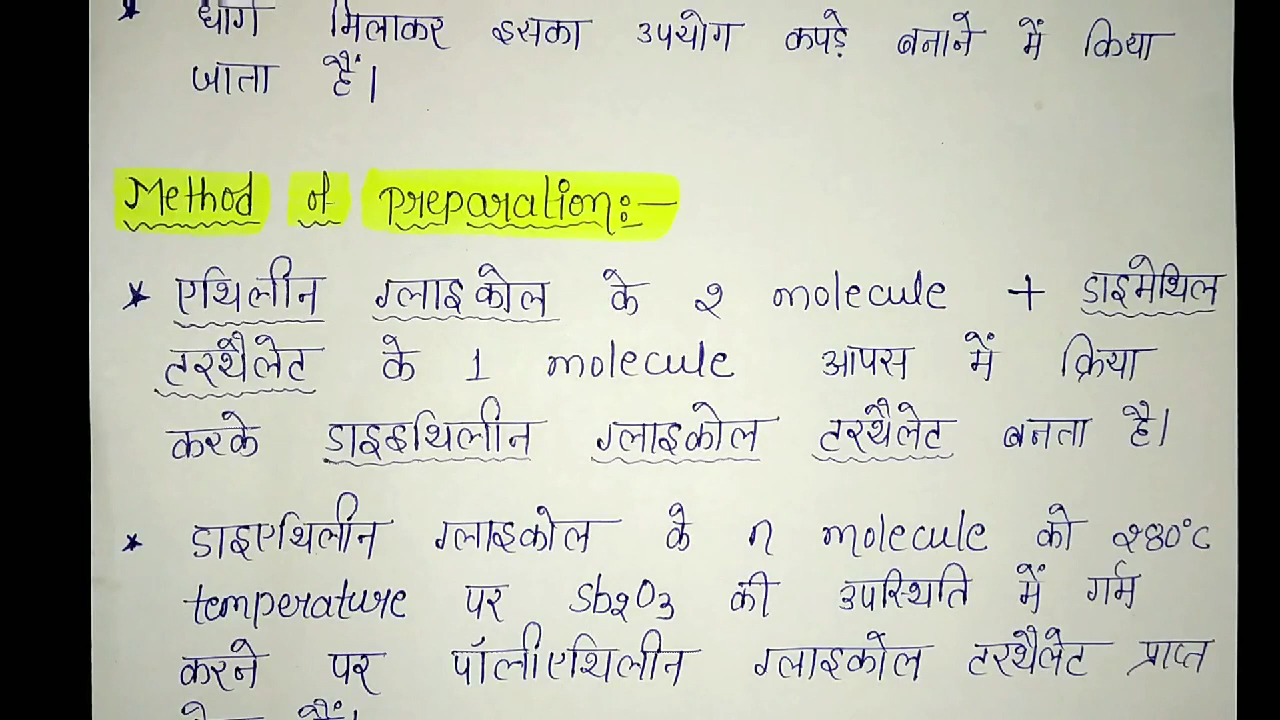 * धागे मिलाकर इसका उपयोग कपड़े बनाने में किया
जाता हैं।
Method of preparation:-
* एथिलीन ग्लाइकोल के 2 molecule + डाइमेथिल
टरथैलेट के 1 molecule आपस में क्रिया
करके डाइइथिलीन ग्लाइकोल टरथैलेट बनता है।
* डाइएथिलीन ग्लाइकोल के n molecule को 280°C
temperature पर Sb2O3 की उपस्थिति में गर्म
करने पर पॉलीएथिलीन ग्लाइकोल टरथैलेट प्राप्त
हैं।